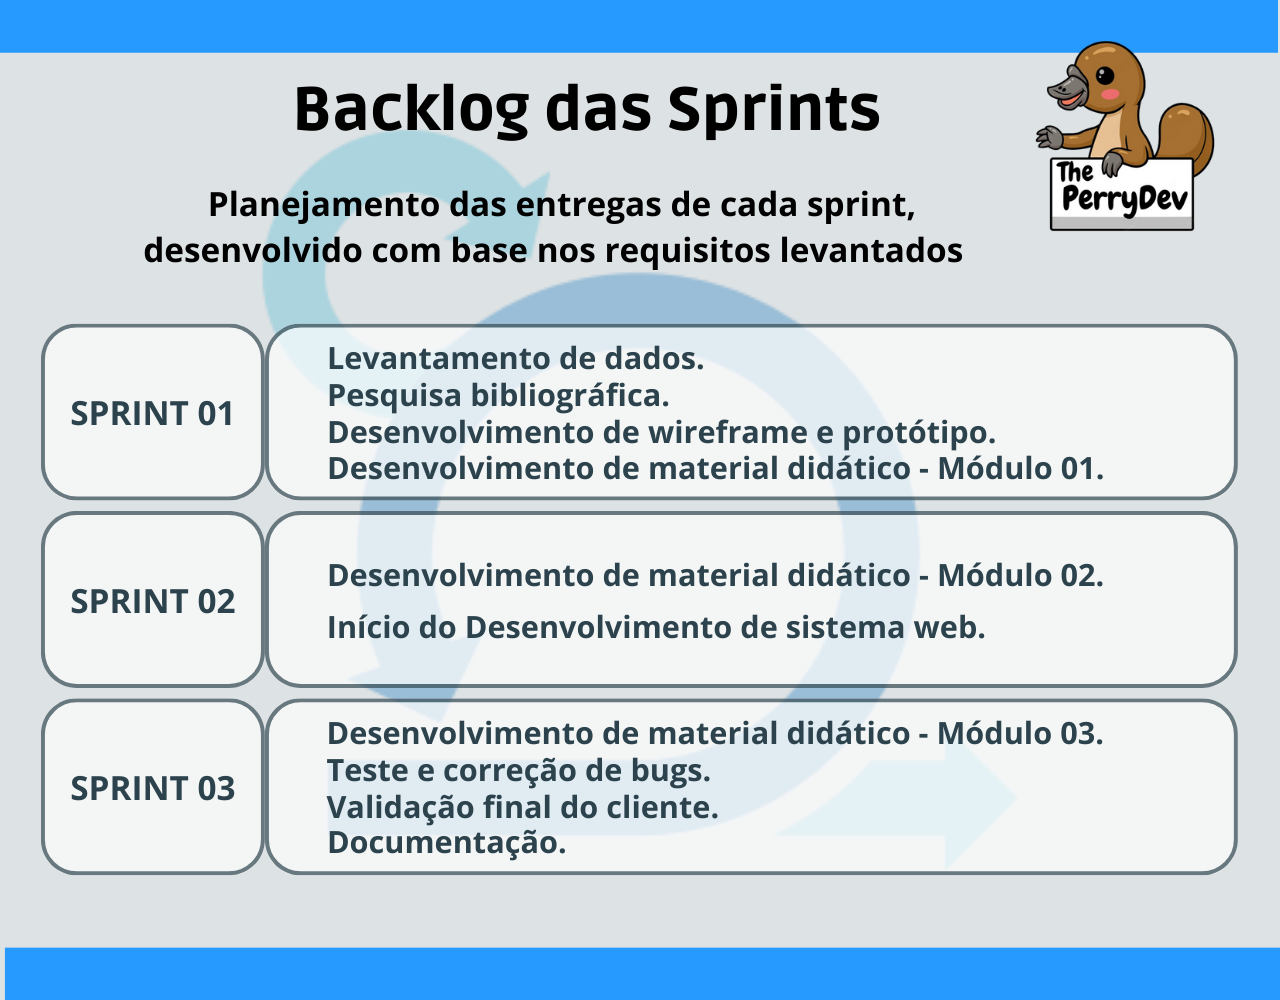 Backlog das Sprints
The
PerryDev
Planejamento das entregas de cada sprint,
desenvolvido com base nos requisitos levantados
SPRINT 01
Levantamento de dados.
Pesquisa bibliográfica.
Desenvolvimento de wireframe e protótipo.
Desenvolvimento de material didático - Módulo 01.
SPRINT 02
Desenvolvimento de material didático - Módulo 02.
Início do Desenvolvimento de sistema web.
SPRINT 03
Desenvolvimento de material didático - Módulo 03.
Teste e correção de bugs.
Validação final do cliente.
Documentação.